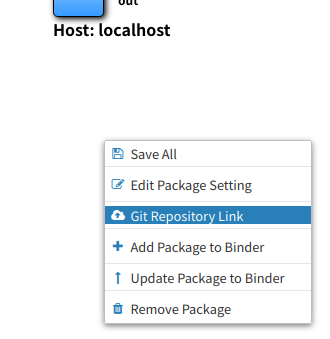 out
Host: localhost
Save All
Edit Package Setting
Git Repository Link
Add Package to Binder
Update Package to Binder
Remove Package